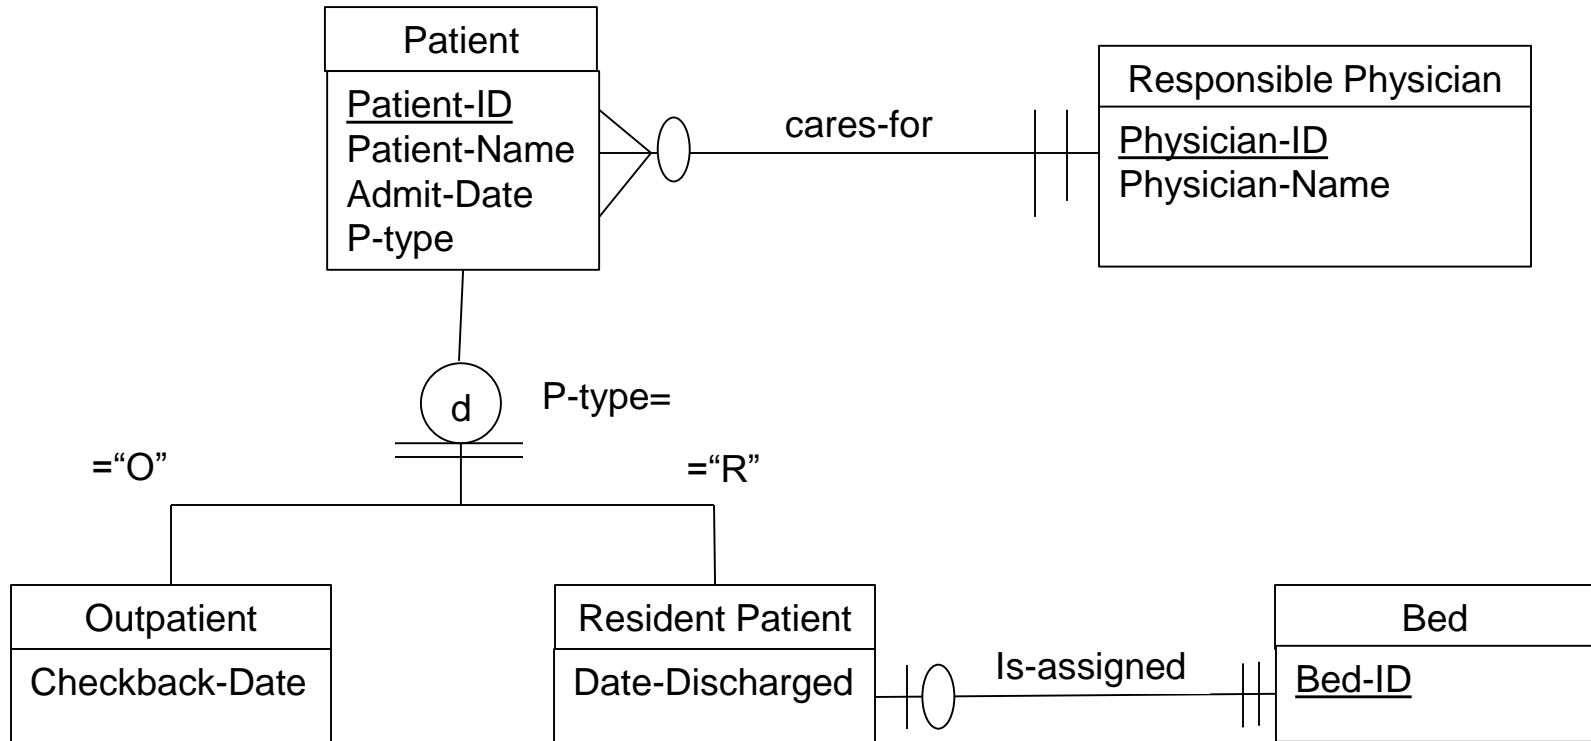 Patient
Patient-ID
Patient-Name
Admit-Date
P-type
cares-for
Responsible Physician
Physician-ID
Physician-Name
d
P-type=
=“O”
=“R”
Outpatient
Checkback-Date
Resident Patient
Date-Discharged
Is-assigned
Bed
Bed-ID